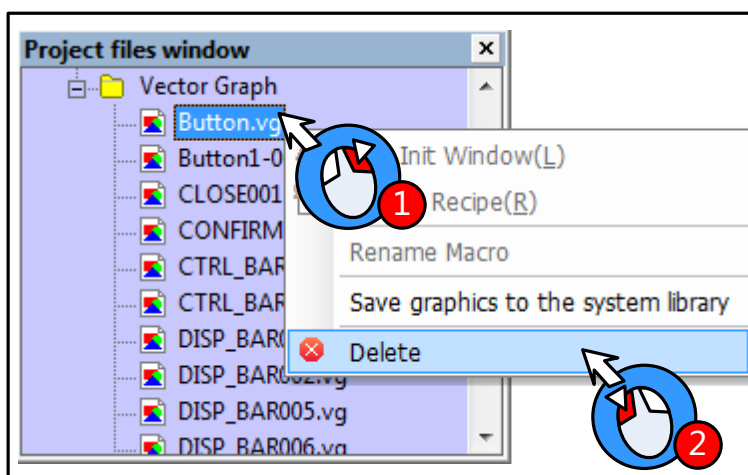 Project files window
Vector Graph
Button.vg
Button1-0
Init Window(L)
CLOSE001
Recipe(R)
CONFIRM
Rename Macro
CTRL_BAR
CTRL_BAR
Save graphics to the system library
DISP_BAR0
Delete
DISP_BAR002.vg
DISP_BAR005.vg
DISP_BAR006.vg
1
2